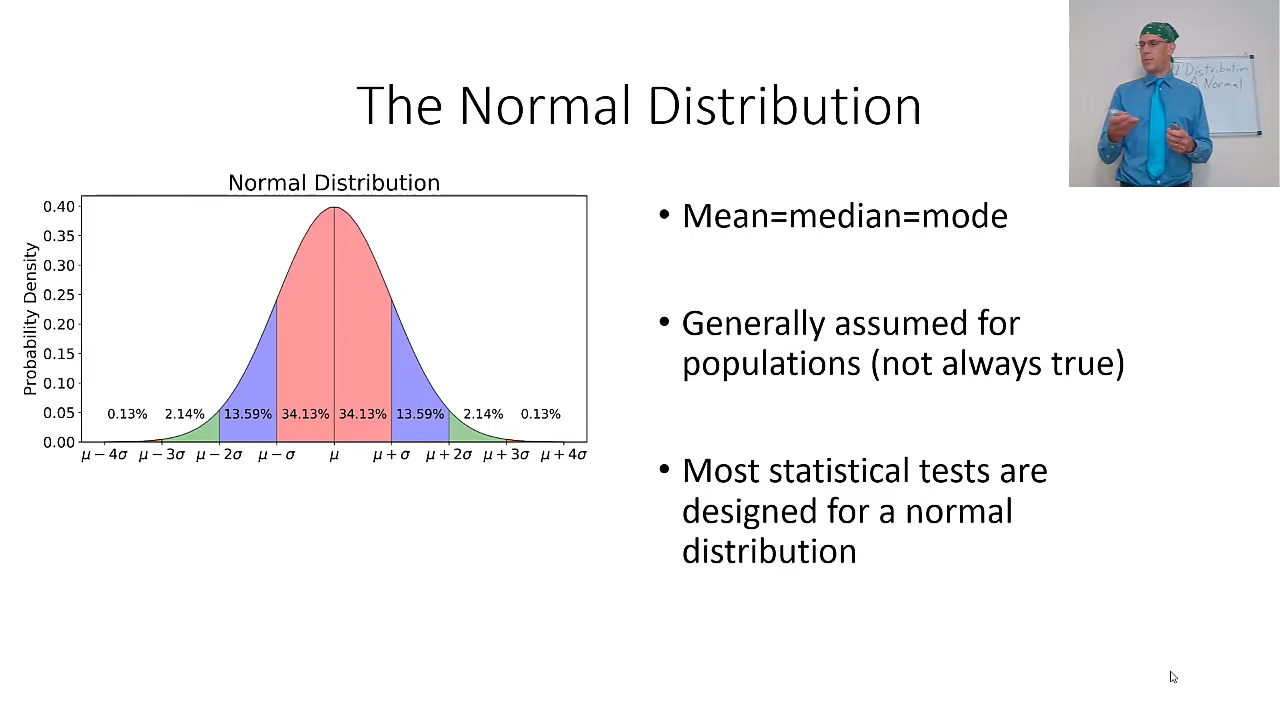 The Normal Distribution
Distribution
A Normal
Normal Distribution
Probability Density
0.40
0.35
0.30
0.25
0.20
0.15
0.10
0.05
0.00
0.13% 2.14% 13.59% 34.13% 34.13% 13.59% 2.14% 0.13%
μ − 4σ μ − 3σ μ − 2σ μ − σ μ μ + σ μ + 2σ μ + 3σ μ + 4σ
• Mean=median=mode
• Generally assumed for
populations (not always true)
• Most statistical tests are
designed for a normal
distribution